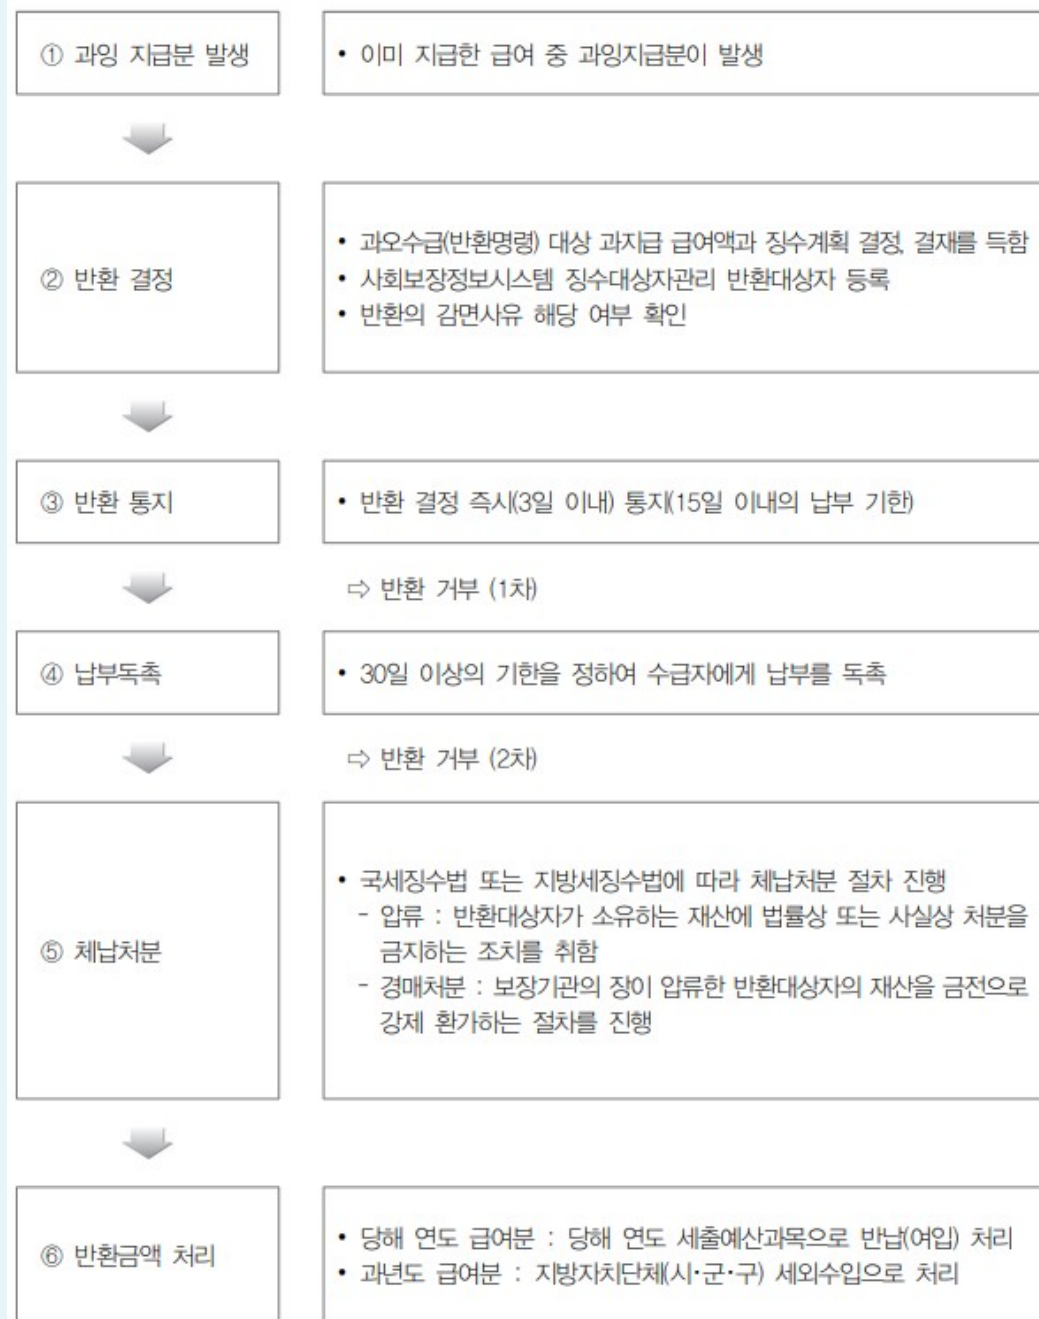 ① 과잉 지급분 발생
• 이미 지급한 급여 중 과잉지급분이 발생
② 반환 결정
• 과오수급(반환명령) 대상 과지급 급여액과 징수계획 결정, 결재를 득함
• 사회보장정보시스템 징수대상자관리 반환대상자 등록
• 반환의 감면사유 해당 여부 확인
③ 반환 통지
• 반환 결정 즉시(3일 이내) 통지(15일 이내의 납부 기한)
⇨ 반환 거부 (1차)
④ 납부독촉
• 30일 이상의 기한을 정하여 수급자에게 납부를 독촉
⇨ 반환 거부 (2차)
⑤ 체납처분
• 국세징수법 또는 지방세징수법에 따라 체납처분 절차 진행
- 압류 : 반환대상자가 소유하는 재산에 법률상 또는 사실상 처분을
금지하는 조치를 취함
- 경매처분 : 보장기관의 장이 압류한 반환대상자의 재산을 금전으로
강제 환가하는 절차를 진행
⑥ 반환금액 처리
• 당해 연도 급여분 : 당해 연도 세출예산과목으로 반납(여입) 처리
• 과년도 급여분 : 지방자치단체(시·군·구) 세외수입으로 처리